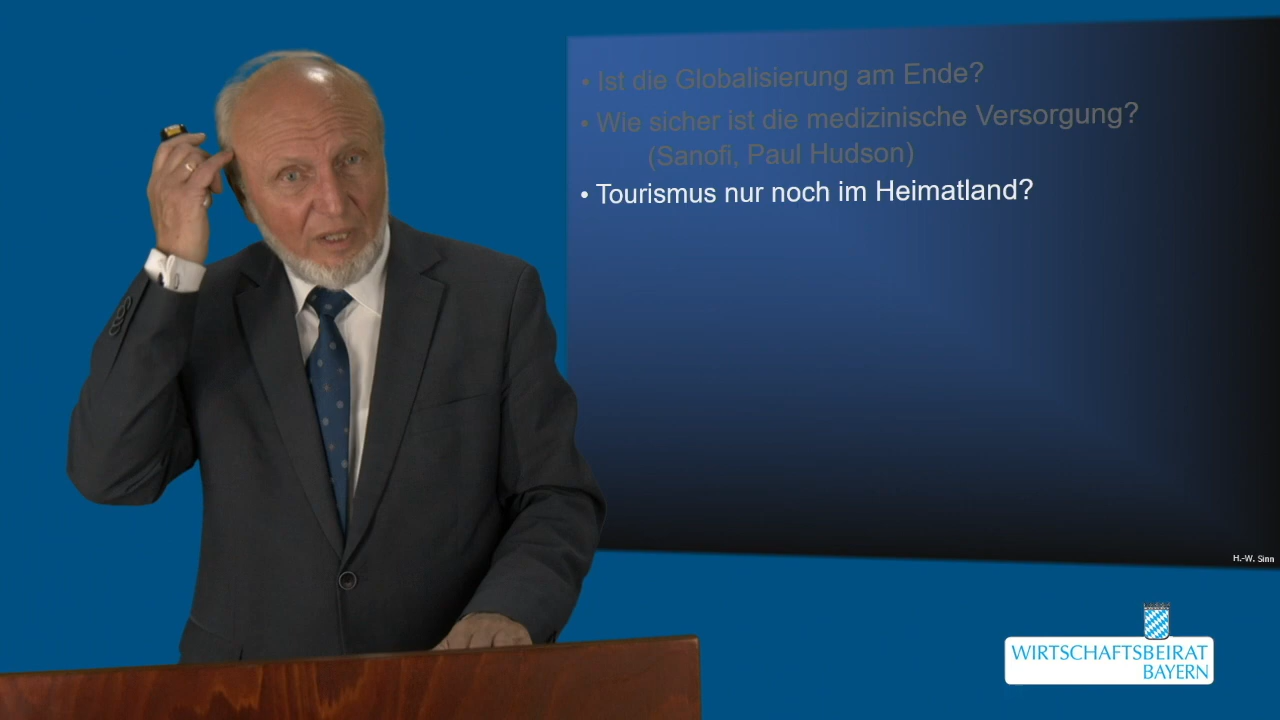 • Ist die Globalisierung am Ende?
• Wie sicher ist die medizinische Versorgung?
(Sanofi, Paul Hudson)
• Tourismus nur noch im Heimatland?
H.-W. Sinn
WIRTSCHAFTSBEIRAT
BAYERN